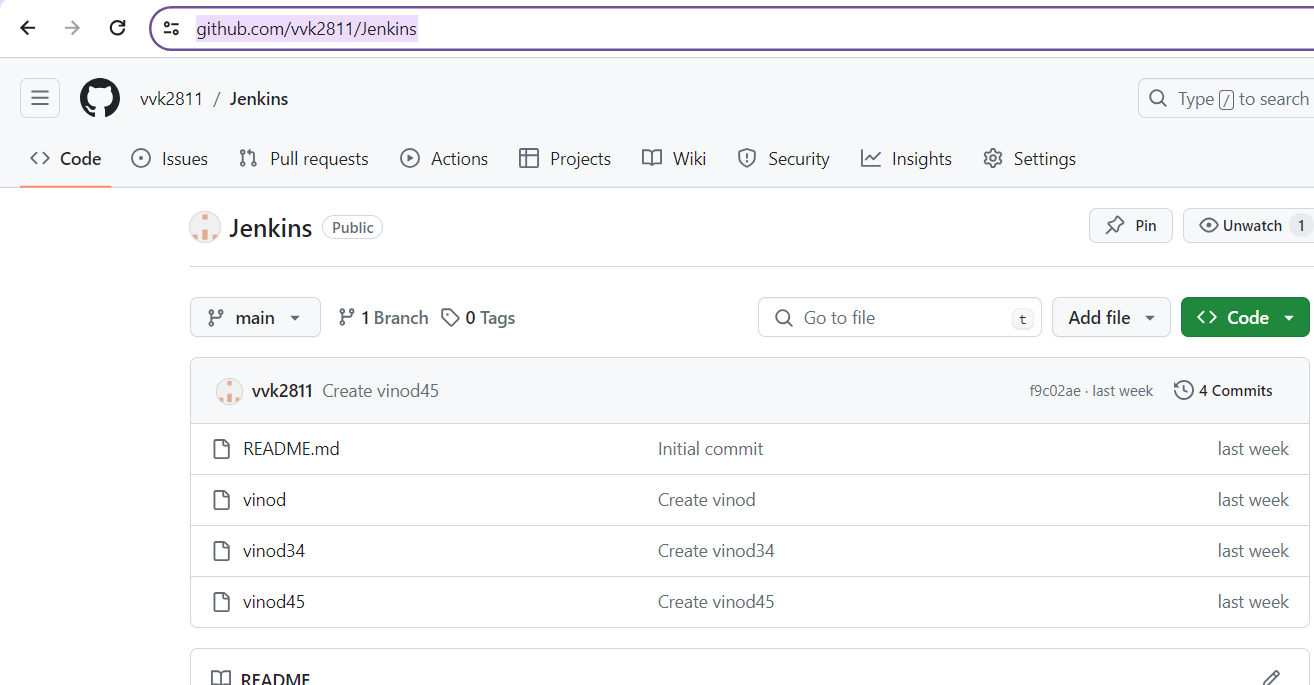 github.com/vvk2811/Jenkins
vvk2811 / Jenkins
Type / to search
Code Issues Pull requests Actions Projects Wiki Security Insights Settings
Jenkins Public Pin Unwatch 1
main 1 Branch 0 Tags Go to file t Add file Code
vvk2811 Create vinod45 f9c02ae · last week 4 Commits
README.md Initial commit last week
vinod Create vinod last week
vinod34 Create vinod34 last week
vinod45 Create vinod45 last week
README